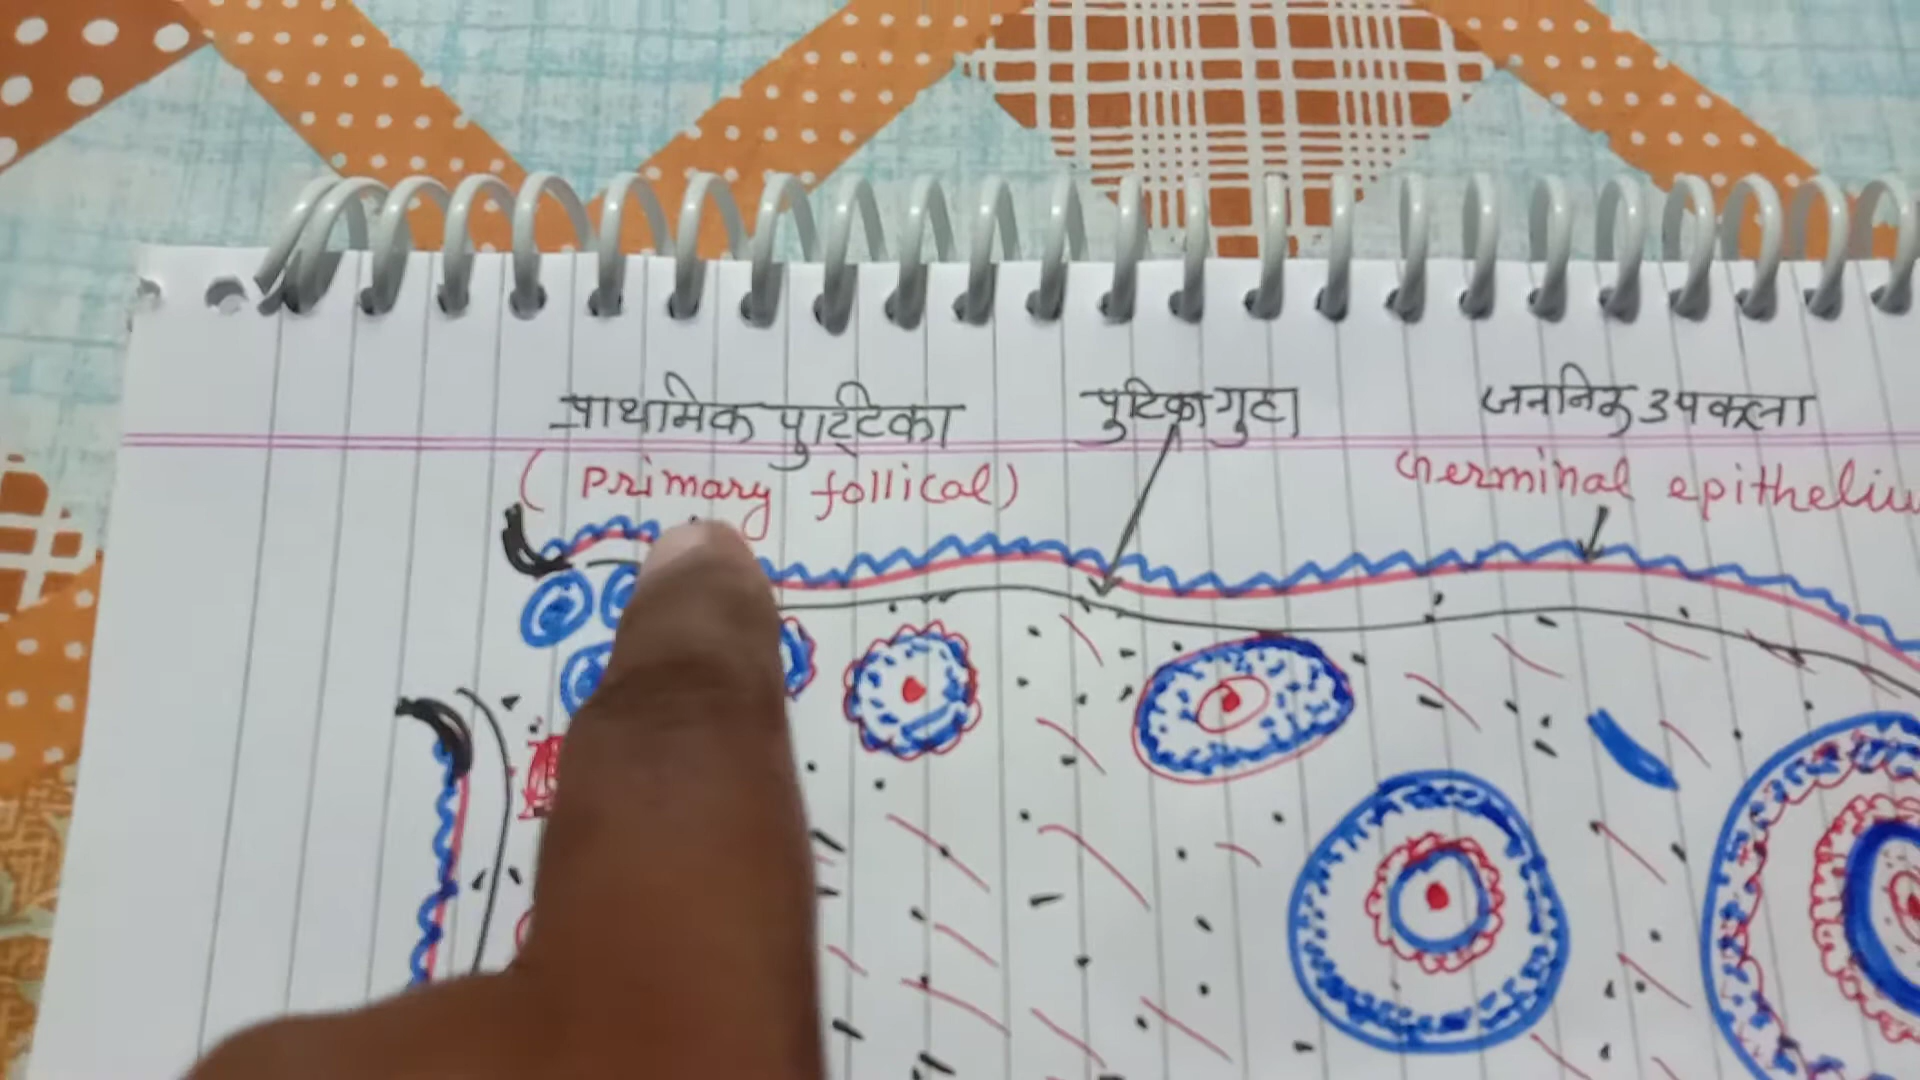 प्राथमिक पुट्टिका पुटिका गुहा जननिक उपकला
(Primary follical) Germinal epitheliu